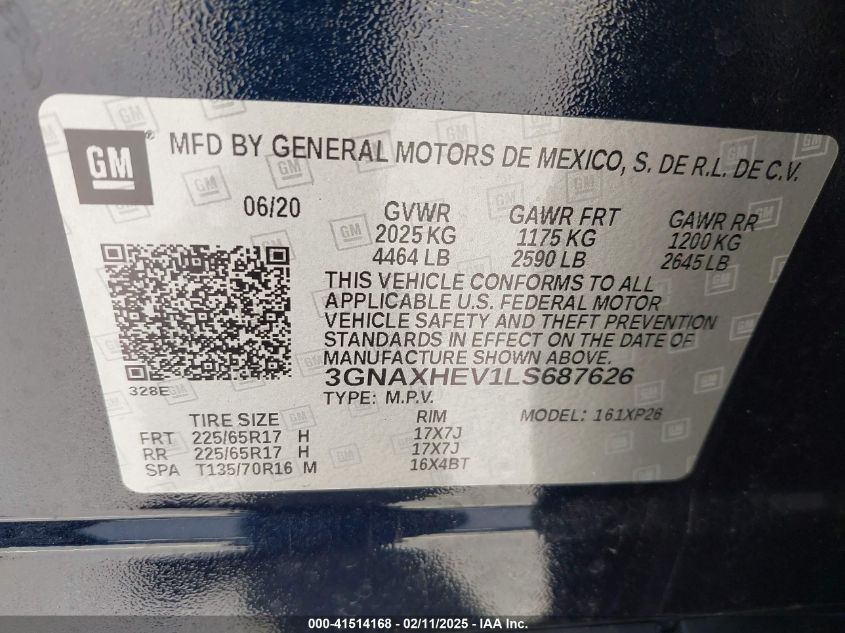 GM ® MFD BY GENERAL MOTORS DE MEXICO, S. DE R.L. DE C.V.
06/20 GVWR GAWR FRT GAWR RR
2025 KG 1175 KG 1200 KG
4464 LB 2590 LB 2645 LB
THIS VEHICLE CONFORMS TO ALL
APPLICABLE U.S. FEDERAL MOTOR
VEHICLE SAFETY AND THEFT PREVENTION
STANDARDS IN EFFECT ON THE DATE OF
MANUFACTURE SHOWN ABOVE.
328E 3GNAXHEV1LS687626
TYPE: M.P.V. MODEL: 161XP26
TIRE SIZE RIM
FRT 225/65R17 H 17X7J
RR 225/65R17 H 17X7J
SPA T135/70R16 M 16X4BT
000-41514168 - 02/11/2025 - IAA Inc.